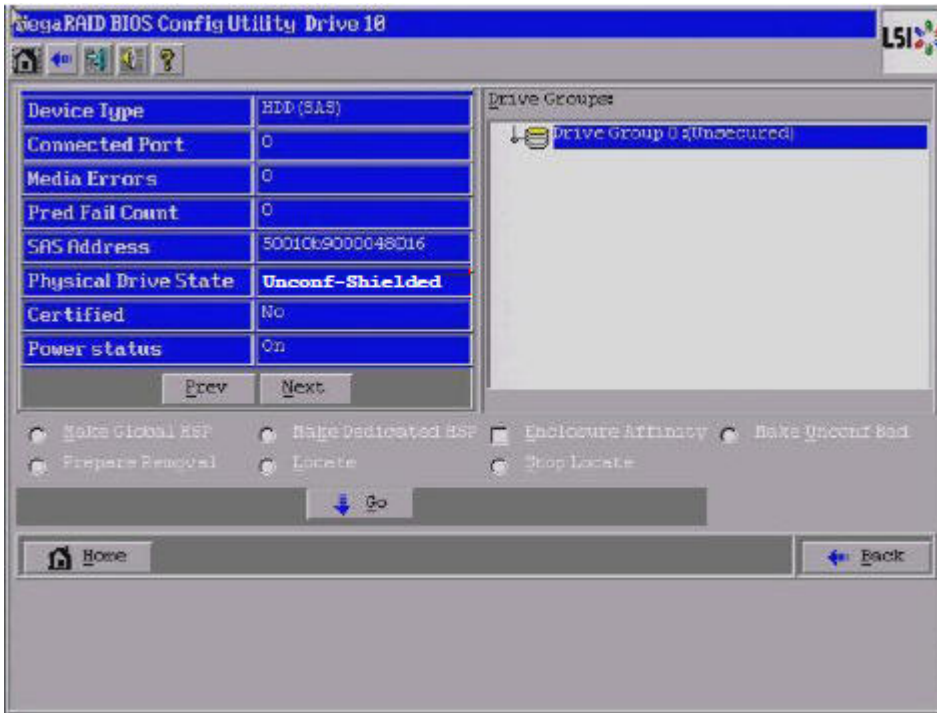 MegaRAID BIOS Config Utility Drive 10
LSI
Device Type HDD (SAS)
Connected Port 0
Media Errors 0
Pred Fail Count 0
SAS Address 50010b9000048016
Physical Drive State Unconf-Shielded
Certified No
Power status On
Prev Next
Drive Groups:
Drive Group 0 :(Unsecured)
Make Global HSP Make Dedicated HSP Enclosure Affinity Make Unconf Bad
Prepare Removal Locate Stop Locate
Go
Home Back